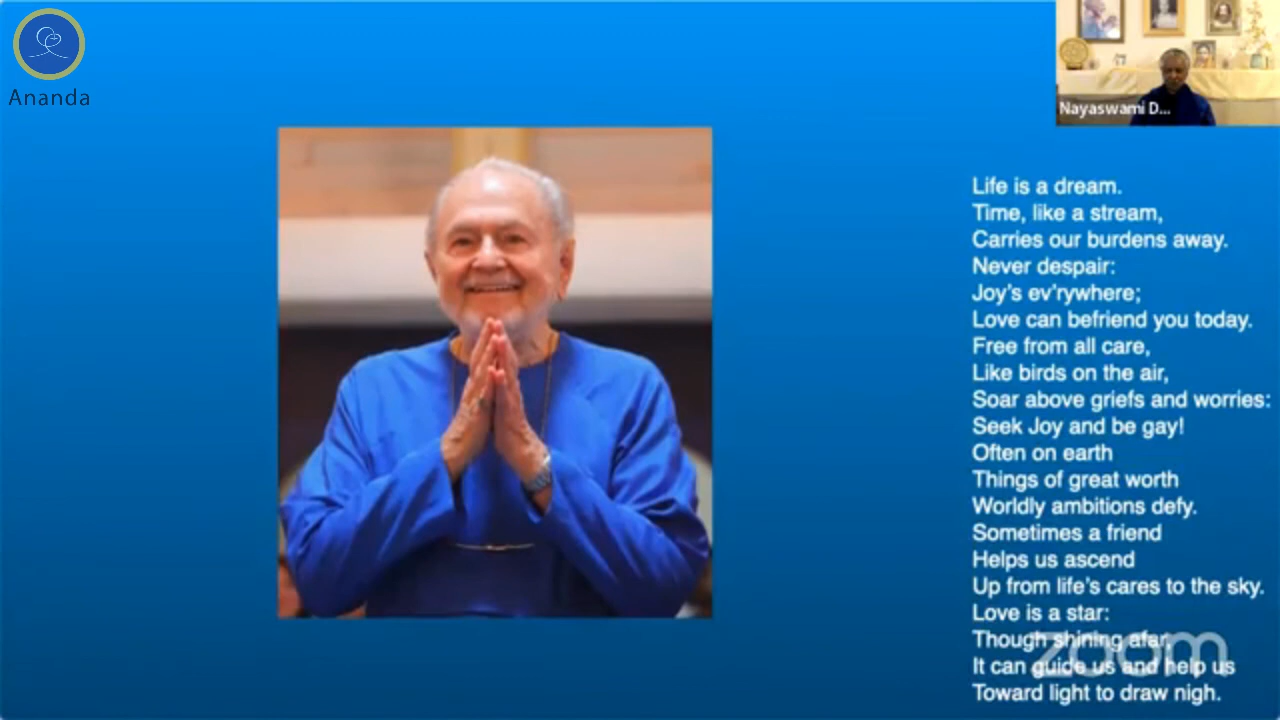 Ananda
Nayaswami D...
Life is a dream.
Time, like a stream,
Carries our burdens away.
Never despair:
Joy's ev'rywhere;
Love can befriend you today.
Free from all care,
Like birds on the air,
Soar above griefs and worries:
Seek Joy and be gay!
Often on earth
Things of great worth
Worldly ambitions defy.
Sometimes a friend
Helps us ascend
Up from life's cares to the sky.
Love is a star:
Though shining afar,
It can guide us and help us
Toward light to draw nigh.
zoom